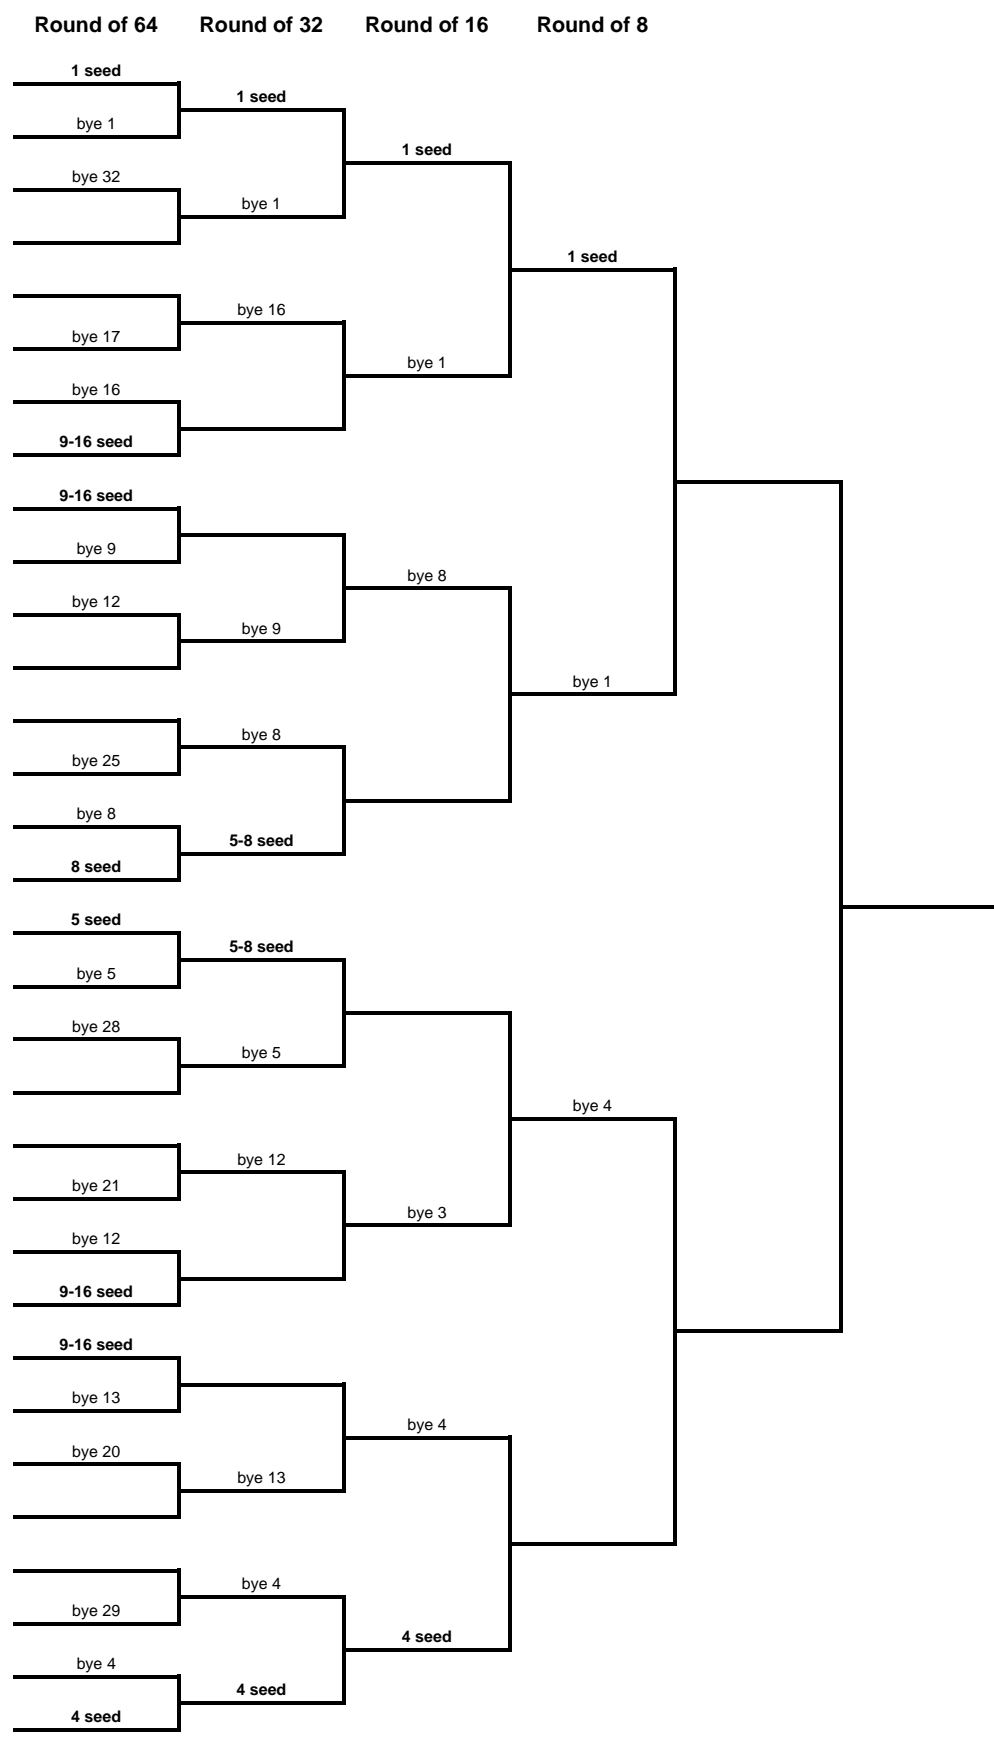 Round of 64 Round of 32 Round of 16 Round of 8
1 seed
1 seed
bye 1
1 seed
bye 32
bye 1
1 seed
bye 16
bye 17
bye 1
bye 16
9-16 seed
9-16 seed
bye 9
bye 8
bye 12
bye 9
bye 1
bye 8
bye 25
bye 8
5-8 seed
8 seed
5 seed
5-8 seed
bye 5
bye 28
bye 5
bye 4
bye 12
bye 21
bye 3
bye 12
9-16 seed
9-16 seed
bye 13
bye 4
bye 20
bye 13
bye 4
bye 29
4 seed
bye 4
4 seed
4 seed